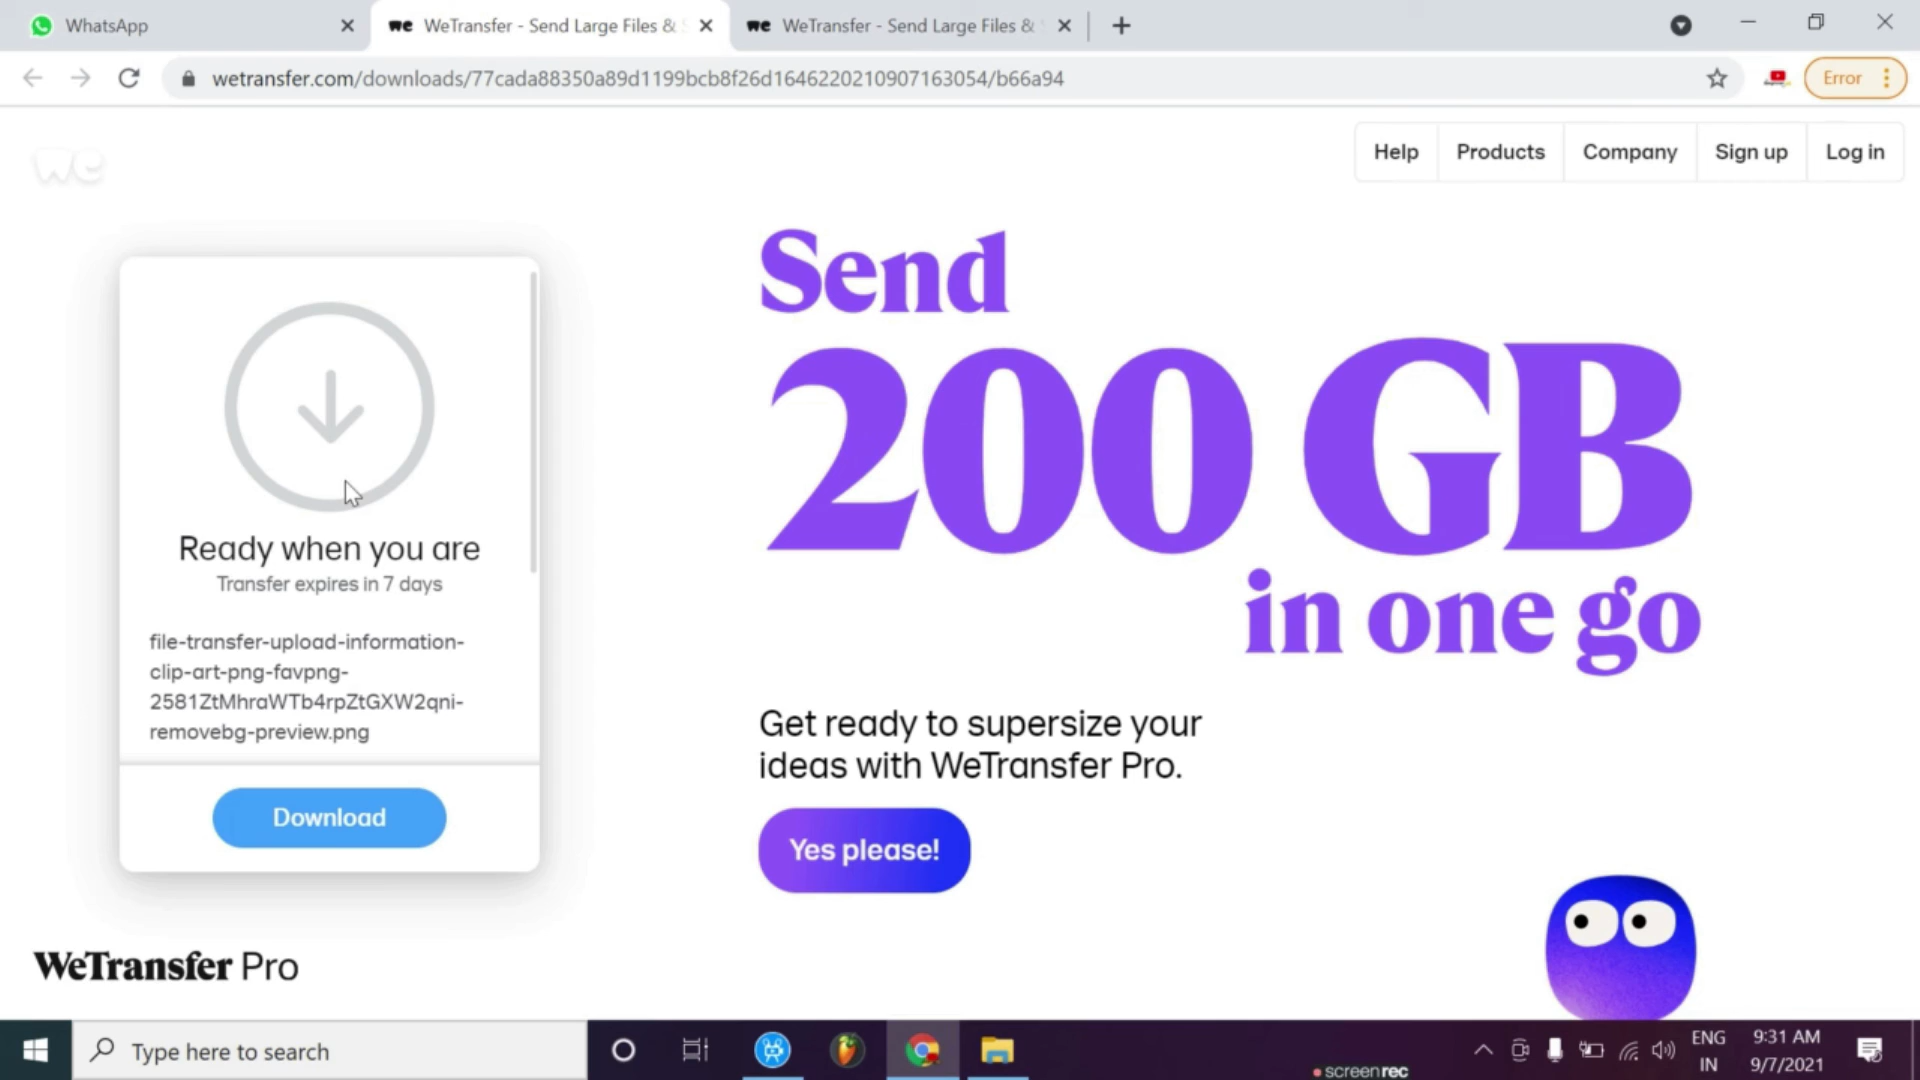 WhatsApp
WeTransfer - Send Large Files &
WeTransfer - Send Large Files &
wetransfer.com/downloads/77cada88350a89d1199bcb8f26d1646220210907163054/b66a94
Error
we
Help
Products
Company
Sign up
Log in
Ready when you are
Transfer expires in 7 days
file-transfer-upload-information-
clip-art-png-favpng-
2581ZtMhraWTb4rpZtGXW2qni-
removebg-preview.png
Download
Send
200 GB
in one go
Get ready to supersize your
ideas with WeTransfer Pro.
Yes please!
WeTransfer Pro
Type here to search
screenrec
ENG
IN
9:31 AM
9/7/2021